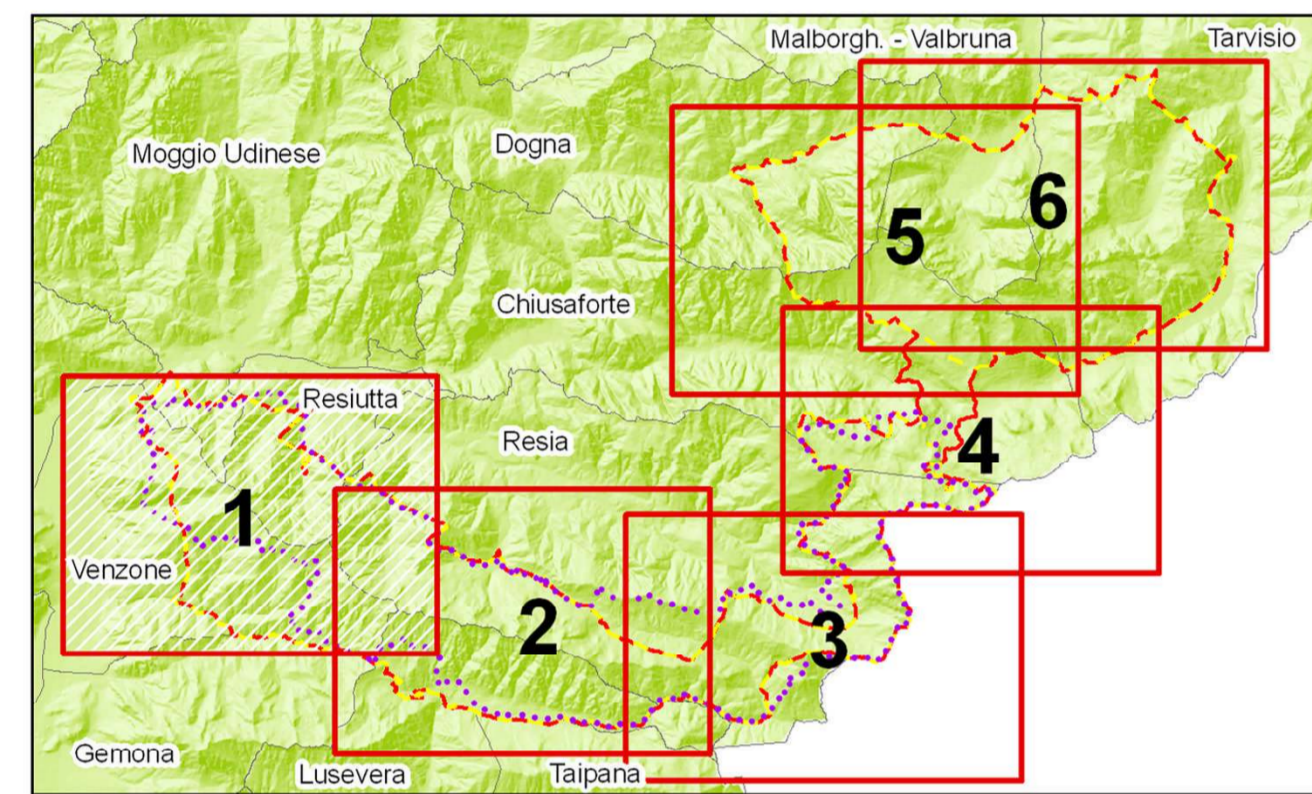 Malborgh. - Valbruna
Tarvisio
Dogna
Moggio Udinese
6
5
Chiusaforte
Resiutta
Resia
4
1
Venzone
2
3
Gemona
Lusevera
Taipana